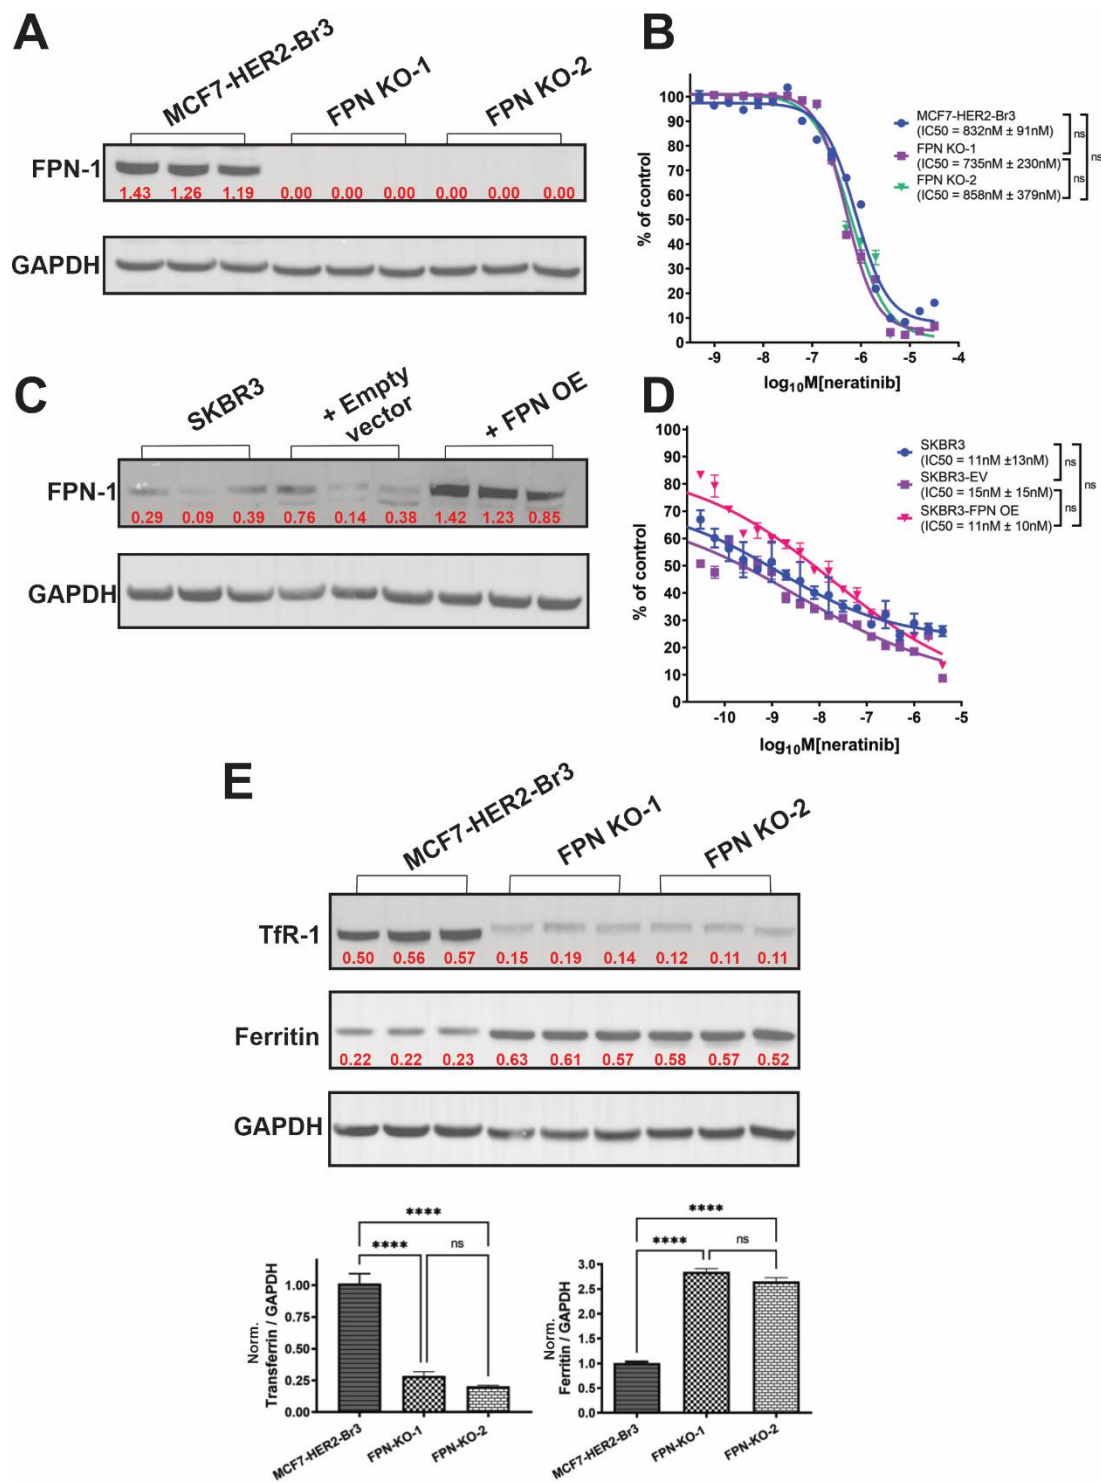 A
MCF7-HER2-Br3
FPN KO-1
FPN KO-2
FPN-1
1.43 1.26 1.19 0.00 0.00 0.00 0.00 0.00 0.00
GAPDH
B
% of control
100
90
80
70
60
50
40
30
20
10
0
-9 -8 -7 -6 -5 -4
log10M[neratinib]
MCF7-HER2-Br3
(IC50 = 832nM ± 91nM)
FPN KO-1
(IC50 = 735nM ± 230nM)
FPN KO-2
(IC50 = 858nM ± 379nM)
ns
ns
ns
C
SKBR3
+ Empty
vector
+ FPN OE
FPN-1
0.29 0.09 0.39 0.76 0.14 0.38 1.42 1.23 0.85
GAPDH
D
% of control
100
90
80
70
60
50
40
30
20
10
0
-10 -9 -8 -7 -6 -5
log10M[neratinib]
SKBR3
(IC50 = 11nM ±13nM)
SKBR3-EV
(IC50 = 15nM ± 15nM)
SKBR3-FPN OE
(IC50 = 11nM ± 10nM)
ns
ns
ns
E
MCF7-HER2-Br3
FPN KO-1
FPN KO-2
TfR-1
0.50 0.56 0.57 0.15 0.19 0.14 0.12 0.11 0.11
Ferritin
0.22 0.22 0.23 0.63 0.61 0.57 0.58 0.57 0.52
GAPDH
Norm.
Transferrin / GAPDH
1.00
0.75
0.50
0.25
0.00
****
****
ns
MCF7-HER2-Br3
FPN-KO-1
FPN-KO-2
Norm.
Ferritin / GAPDH
3.0
2.5
2.0
1.5
1.0
0.5
0.0
****
****
ns
MCF7-HER2-Br3
FPN-KO-1
FPN-KO-2